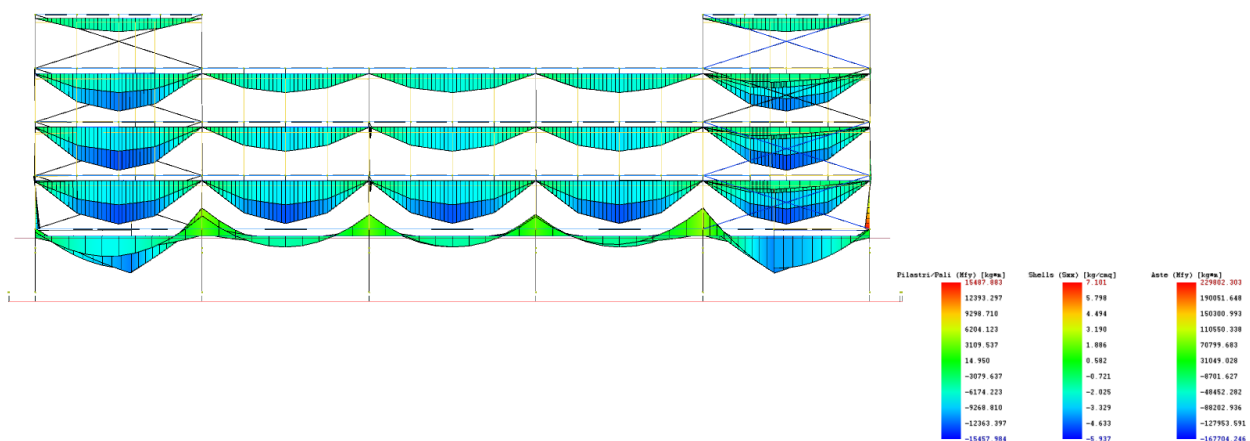 Pilastri/Pali (Mfy) [kg*m] Shells (Sxx) [kg/cmq] Aste (Mfy) [kg*m]
15487.883 7.101 229802.303
12393.297 5.798 190051.648
9298.710 4.494 150300.993
6204.123 3.190 110550.338
3109.537 1.886 70799.683
14.950 0.582 31049.028
-3079.637 -0.721 -8701.627
-6174.223 -2.025 -48452.282
-9268.810 -3.329 -88202.936
-12363.397 -4.633 -127953.591
-15457.984 -5.937 -167704.246